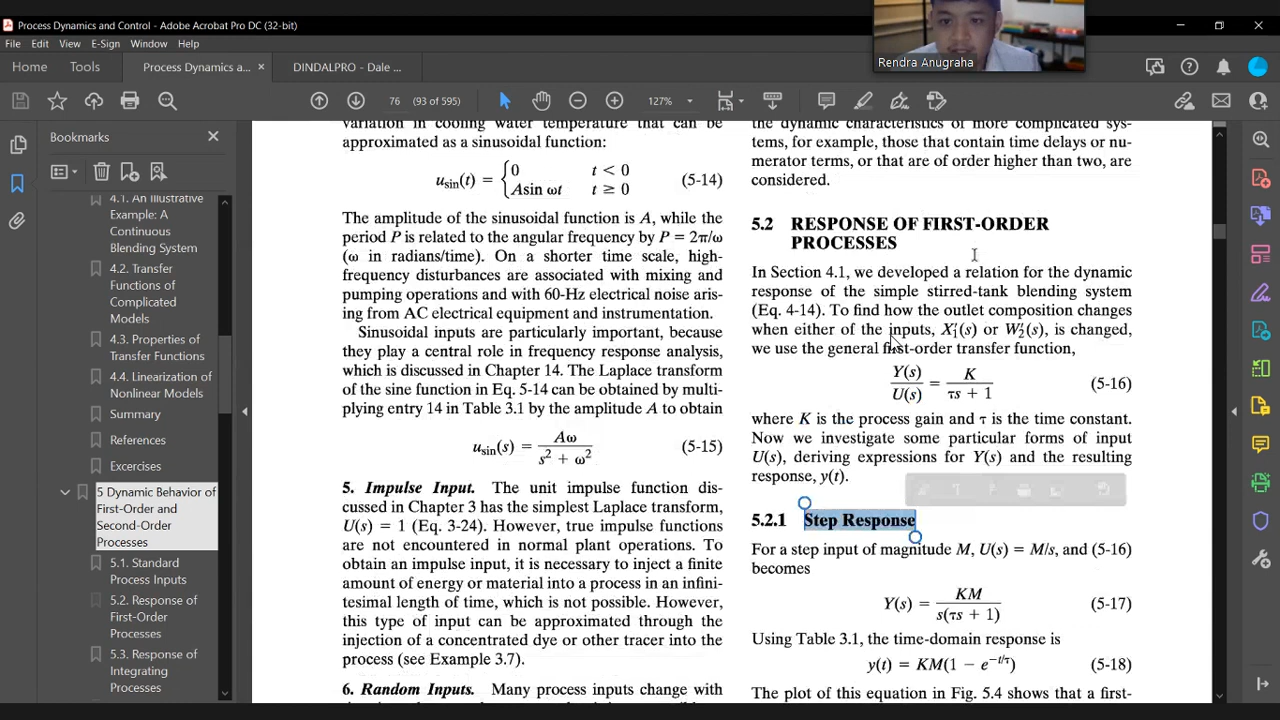 Process Dynamics and Control - Adobe Acrobat Pro DC (32-bit)
File Edit View E-Sign Window Help
Rendra Anugraha
Home Tools Process Dynamics a... × DINDALPRO - Dale ...
76 (93 of 595) 127%
Bookmarks
4.1. An Illustrative
Example: A
Continuous
Blending System
4.2. Transfer
Functions of
Complicated
Models
4.3. Properties of
Transfer Functions
4.4. Linearization of
Nonlinear Models
Summary
References
Excercises
5 Dynamic Behavior of
First-Order and
Second-Order
Processes
5.1. Standard
Process Inputs
5.2. Response of
First-Order
Processes
5.3. Response of
Integrating
Processes
variation in cooling water temperature that can be
approximated as a sinusoidal function:
u_sin(t) = { 0 t < 0
A sin ωt t ≥ 0 (5-14)
The amplitude of the sinusoidal function is A, while the
period P is related to the angular frequency by P = 2π/ω
(ω in radians/time). On a shorter time scale, high-
frequency disturbances are associated with mixing and
pumping operations and with 60-Hz electrical noise aris-
ing from AC electrical equipment and instrumentation.
Sinusoidal inputs are particularly important, because
they play a central role in frequency response analysis,
which is discussed in Chapter 14. The Laplace transform
of the sine function in Eq. 5-14 can be obtained by multi-
plying entry 14 in Table 3.1 by the amplitude A to obtain
u_sin(s) = Aω / (s² + ω²) (5-15)
5. Impulse Input. The unit impulse function dis-
cussed in Chapter 3 has the simplest Laplace transform,
U(s) = 1 (Eq. 3-24). However, true impulse functions
are not encountered in normal plant operations. To
obtain an impulse input, it is necessary to inject a finite
amount of energy or material into a process in an infini-
tesimal length of time, which is not possible. However,
this type of input can be approximated through the
injection of a concentrated dye or other tracer into the
process (see Example 3.7).
6. Random Inputs. Many process inputs change with
the dynamic characteristics of more complicated sys-
tems, for example, those that contain time delays or nu-
merator terms, or that are of order higher than two, are
considered.
5.2 RESPONSE OF FIRST-ORDER
PROCESSES
In Section 4.1, we developed a relation for the dynamic
response of the simple stirred-tank blending system
(Eq. 4-14). To find how the outlet composition changes
when either of the inputs, X₁′(s) or W₂′(s), is changed,
we use the general first-order transfer function,
Y(s)/U(s) = K/(τs + 1) (5-16)
where K is the process gain and τ is the time constant.
Now we investigate some particular forms of input
U(s), deriving expressions for Y(s) and the resulting
response, y(t).
5.2.1 Step Response
For a step input of magnitude M, U(s) = M/s, and (5-16)
becomes
Y(s) = KM / s(τs + 1) (5-17)
Using Table 3.1, the time-domain response is
y(t) = KM(1 − e^−t/τ) (5-18)
The plot of this equation in Fig. 5.4 shows that a first-